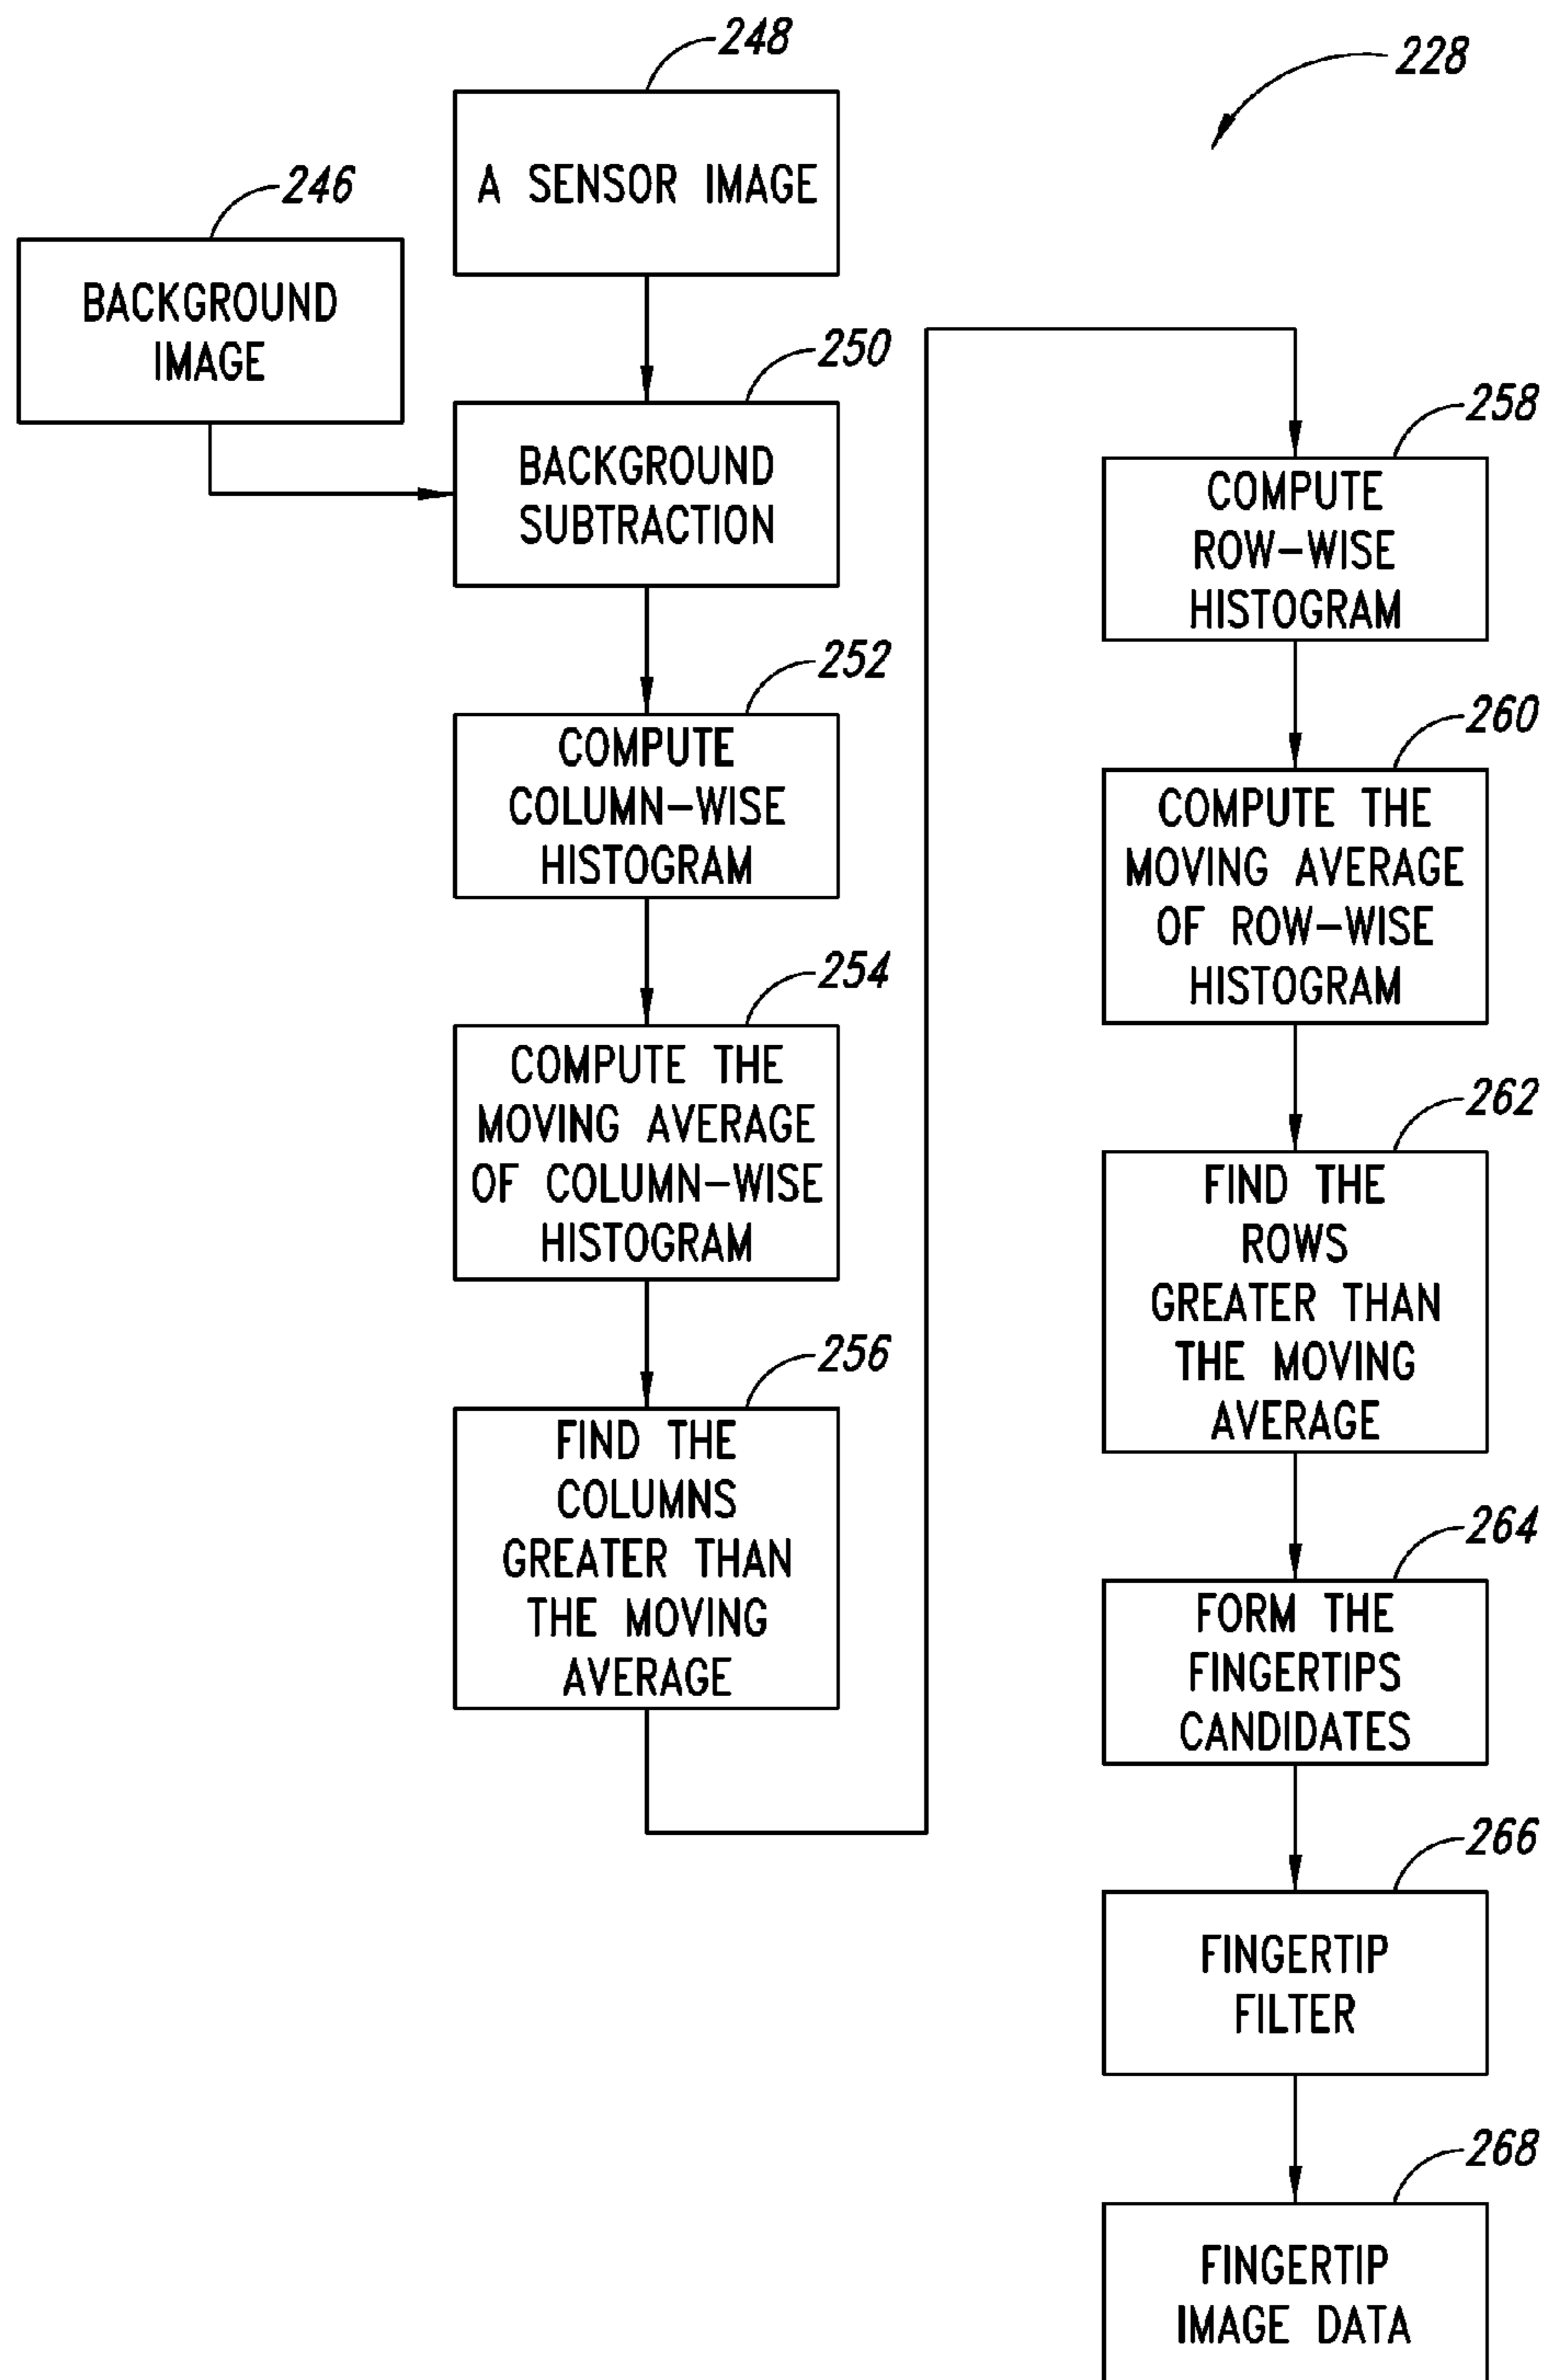 248
A SENSOR IMAGE
246
BACKGROUND
IMAGE
250
BACKGROUND
SUBTRACTION
252
COMPUTE
COLUMN-WISE
HISTOGRAM
254
COMPUTE THE
MOVING AVERAGE
OF COLUMN-WISE
HISTOGRAM
256
FIND THE
COLUMNS
GREATER THAN
THE MOVING
AVERAGE
228
258
COMPUTE
ROW-WISE
HISTOGRAM
260
COMPUTE THE
MOVING AVERAGE
OF ROW-WISE
HISTOGRAM
262
FIND THE
ROWS
GREATER THAN
THE MOVING
AVERAGE
264
FORM THE
FINGERTIPS
CANDIDATES
266
FINGERTIP
FILTER
268
FINGERTIP
IMAGE DATA